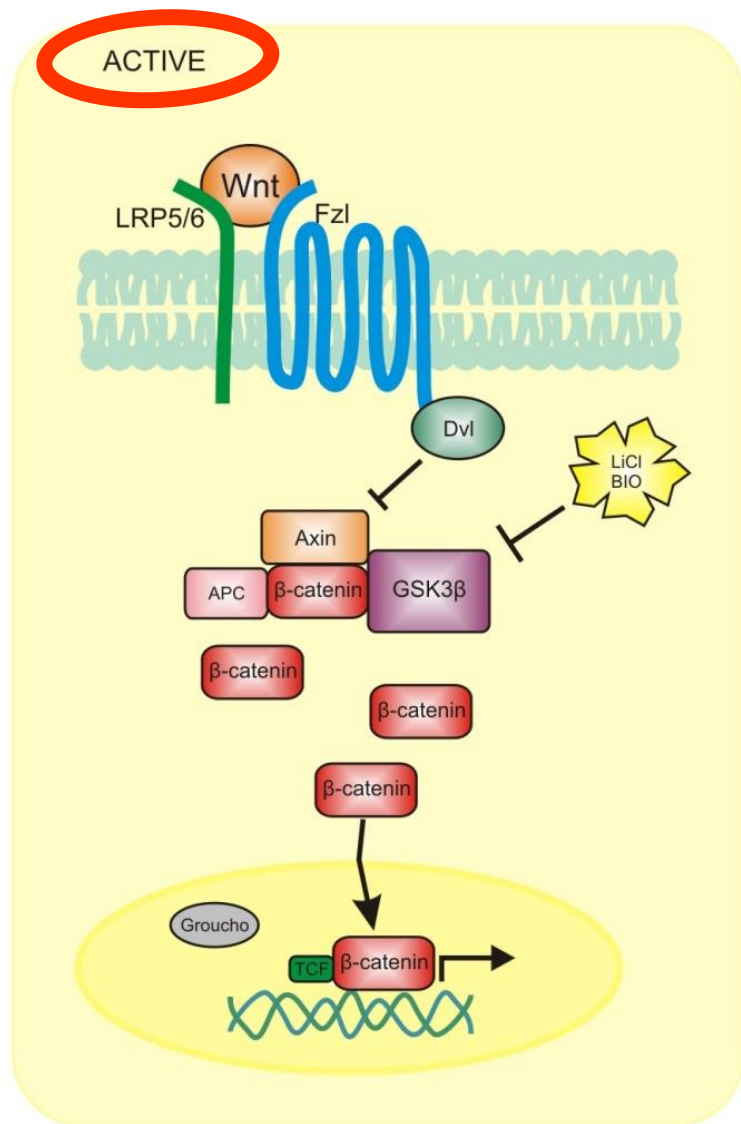 ACTIVE
Wnt
LRP5/6
Fzl
Dvl
LiCl
BIO
Axin
APC
β-catenin
GSK3β
β-catenin
β-catenin
β-catenin
Groucho
TCF
β-catenin